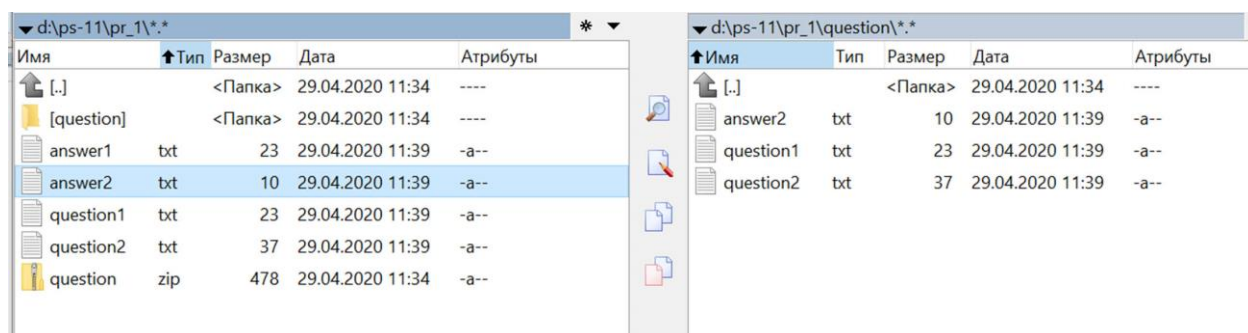 d:\ps-11\pr_1\*.*
Имя Тип Размер Дата Атрибуты
[..] <Папка> 29.04.2020 11:34 ----
[question] <Папка> 29.04.2020 11:34 ----
answer1 txt 23 29.04.2020 11:39 -a--
answer2 txt 10 29.04.2020 11:39 -a--
question1 txt 23 29.04.2020 11:39 -a--
question2 txt 37 29.04.2020 11:39 -a--
question zip 478 29.04.2020 11:34 -a--
d:\ps-11\pr_1\question\*.*
Имя Тип Размер Дата Атрибуты
[..] <Папка> 29.04.2020 11:34 ----
answer2 txt 10 29.04.2020 11:39 -a--
question1 txt 23 29.04.2020 11:39 -a--
question2 txt 37 29.04.2020 11:39 -a--